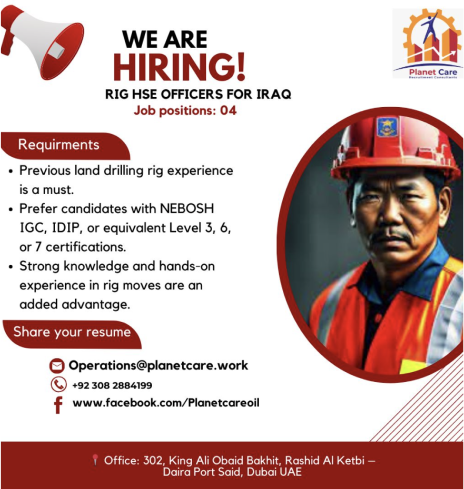 WE ARE
HIRING!
Planet Care
Recruitment Consultants
RIG HSE OFFICERS FOR IRAQ
Job positions: 04
Requirments
• Previous land drilling rig experience
is a must.
• Prefer candidates with NEBOSH
IGC, IDIP, or equivalent Level 3, 6,
or 7 certifications.
• Strong knowledge and hands-on
experience in rig moves are an
added advantage.
Share your resume
Operations@planetcare.work
+92 308 2884199
www.facebook.com/Planetcareoil
Office: 302, King Ali Obaid Bakhit, Rashid Al Ketbi –
Daira Port Said, Dubai UAE